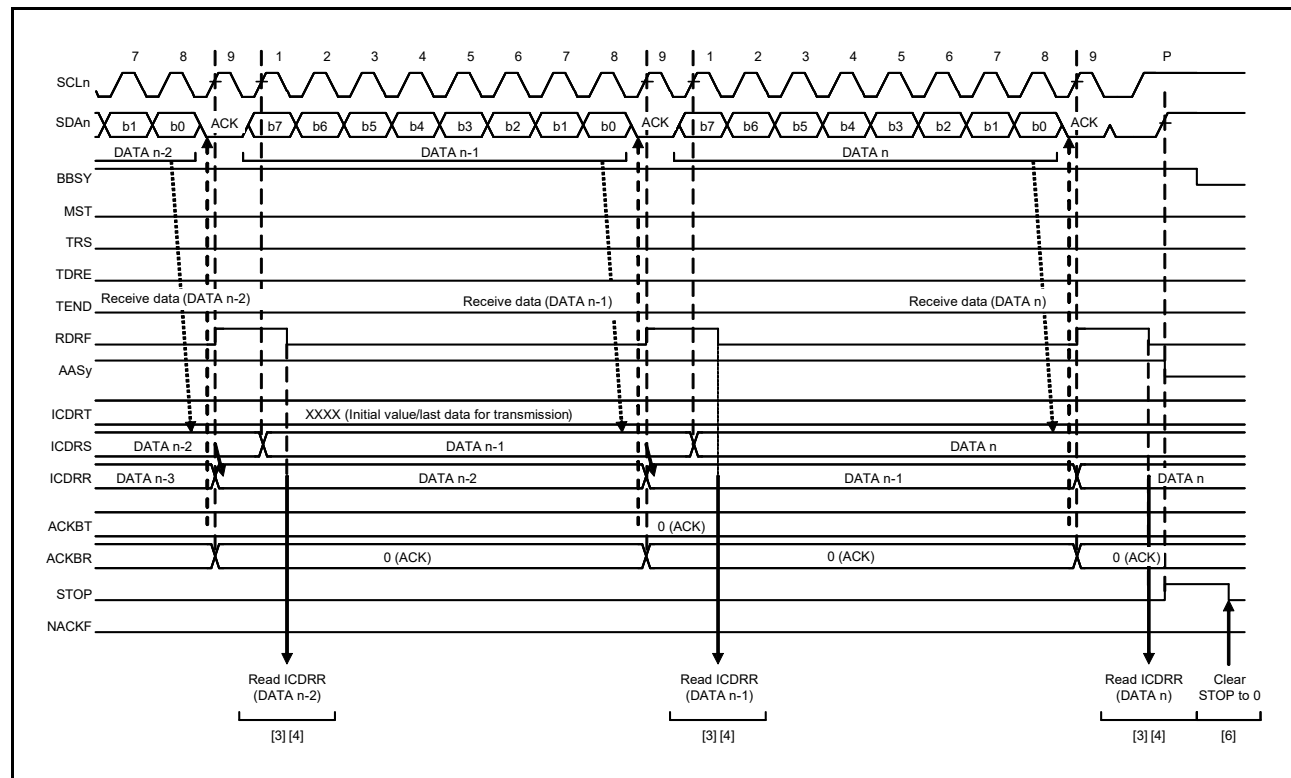 7 8 9 1 2 3 4 5 6 7 8 9 1 2 3 4 5 6 7 8 9 P
SCLn
SDAn b1 b0 ACK b7 b6 b5 b4 b3 b2 b1 b0 ACK b7 b6 b5 b4 b3 b2 b1 b0 ACK
DATA n-2 DATA n-1 DATA n
BBSY
MST
TRS
TDRE
Receive data (DATA n-2) Receive data (DATA n-1) Receive data (DATA n)
TEND
RDRF
AASy
ICDRT XXXX (Initial value/last data for transmission)
ICDRS DATA n-2 DATA n-1 DATA n
ICDRR DATA n-3 DATA n-2 DATA n-1 DATA n
ACKBT 0 (ACK)
ACKBR 0 (ACK) 0 (ACK) 0 (ACK)
STOP
NACKF
Read ICDRR Read ICDRR Read ICDRR Clear
(DATA n-2) (DATA n-1) (DATA n) STOP to 0
[3] [4] [3] [4] [3] [4] [6]